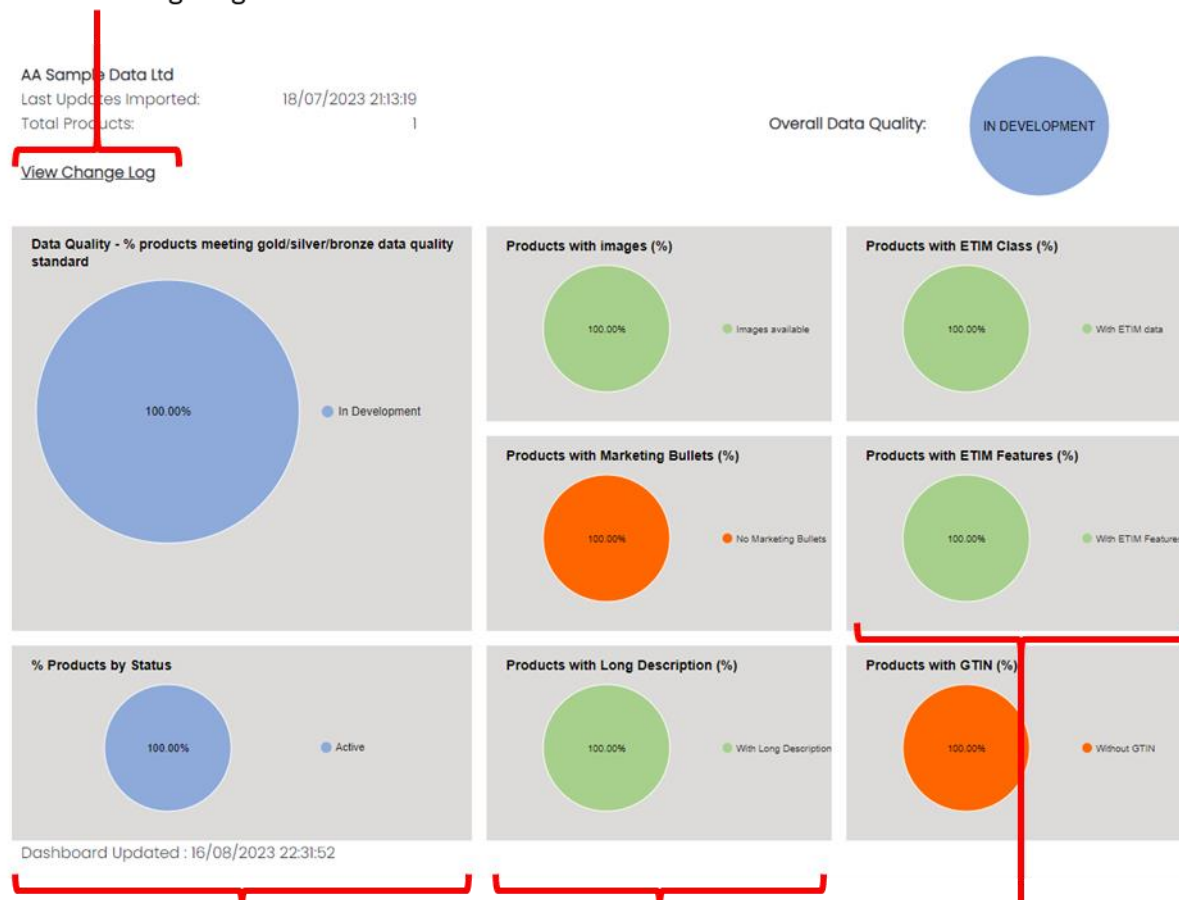 AA Sample Data Ltd
Last Updates Imported: 18/07/2023 21:13:19
Total Products: 1
Overall Data Quality:
IN DEVELOPMENT
View Change Log
Data Quality - % products meeting gold/silver/bronze data quality
standard
100.00%
In Development
Products with images (%)
100.00%
Images available
Products with ETIM Class (%)
100.00%
With ETIM data
Products with Marketing Bullets (%)
100.00%
No Marketing Bullets
Products with ETIM Features (%)
100.00%
With ETIM Features
% Products by Status
100.00%
Active
Products with Long Description (%)
100.00%
With Long Description
Products with GTIN (%)
100.00%
Without GTIN
Dashboard Updated : 16/08/2023 22:31:52